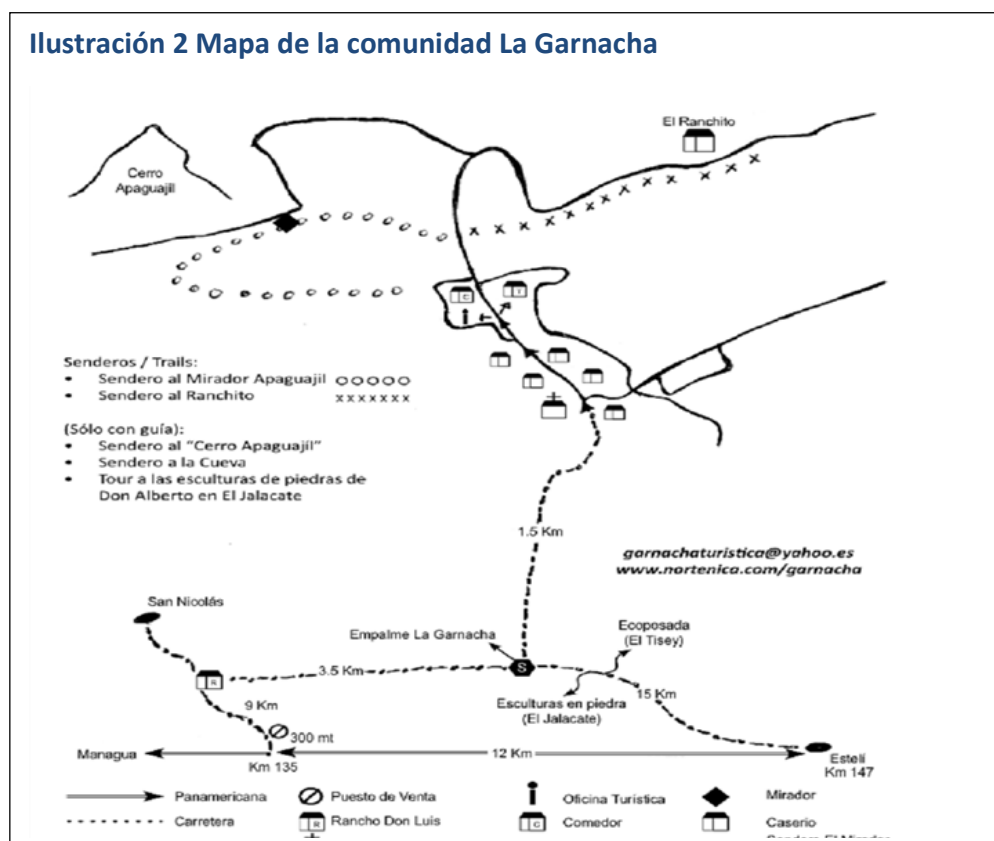 Ilustración 2 Mapa de la comunidad La Garnacha
El Ranchito
Cerro
Apaguajil
C
T
Senderos / Trails:
• Sendero al Mirador Apaguajil ooooo
• Sendero al Ranchito xxxxxxx
(Sólo con guía):
• Sendero al "Cerro Apaguajil"
• Sendero a la Cueva
• Tour a las esculturas de piedras de
Don Alberto en El Jalacate
1.5 Km
garnachaturistica@yahoo.es
www.nortenica.com/garnacha
San Nicolás
Empalme La Garnacha
Ecoposada
(El Tisey)
S
3.5 Km
R
9 Km
Esculturas en piedra
(El Jalacate)
15 Km
300 mt
Managua
12 Km
Km 135
Estelí
Km 147
Panamericana
Puesto de Venta
Oficina Turística
Mirador
Carretera
R
Rancho Don Luis
C
Comedor
Caserio